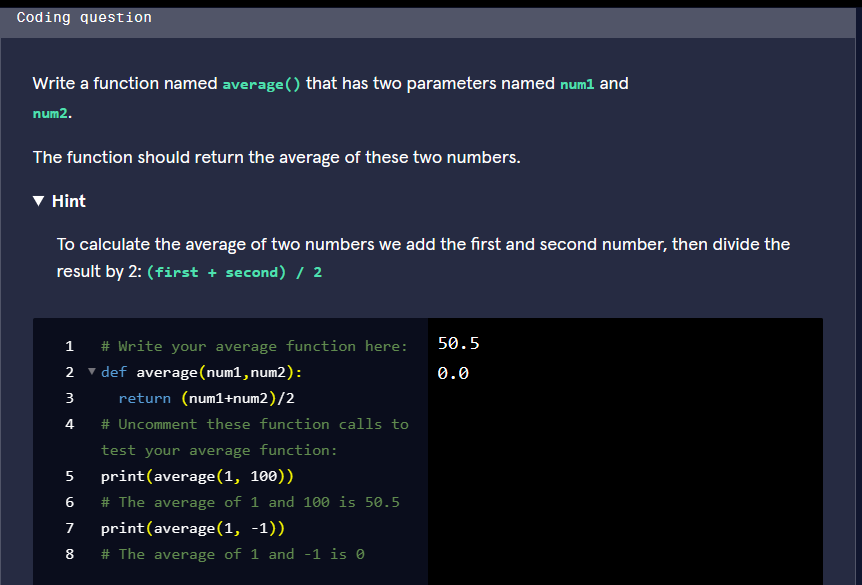 Coding question
Write a function named average() that has two parameters named num1 and
num2.
The function should return the average of these two numbers.
▼ Hint
To calculate the average of two numbers we add the first and second number, then divide the
result by 2: (first + second) / 2
1 # Write your average function here:
2 ▼ def average(num1,num2):
3   return (num1+num2)/2
4 # Uncomment these function calls to
test your average function:
5 print(average(1, 100))
6 # The average of 1 and 100 is 50.5
7 print(average(1, -1))
8 # The average of 1 and -1 is 0
50.5
0.0